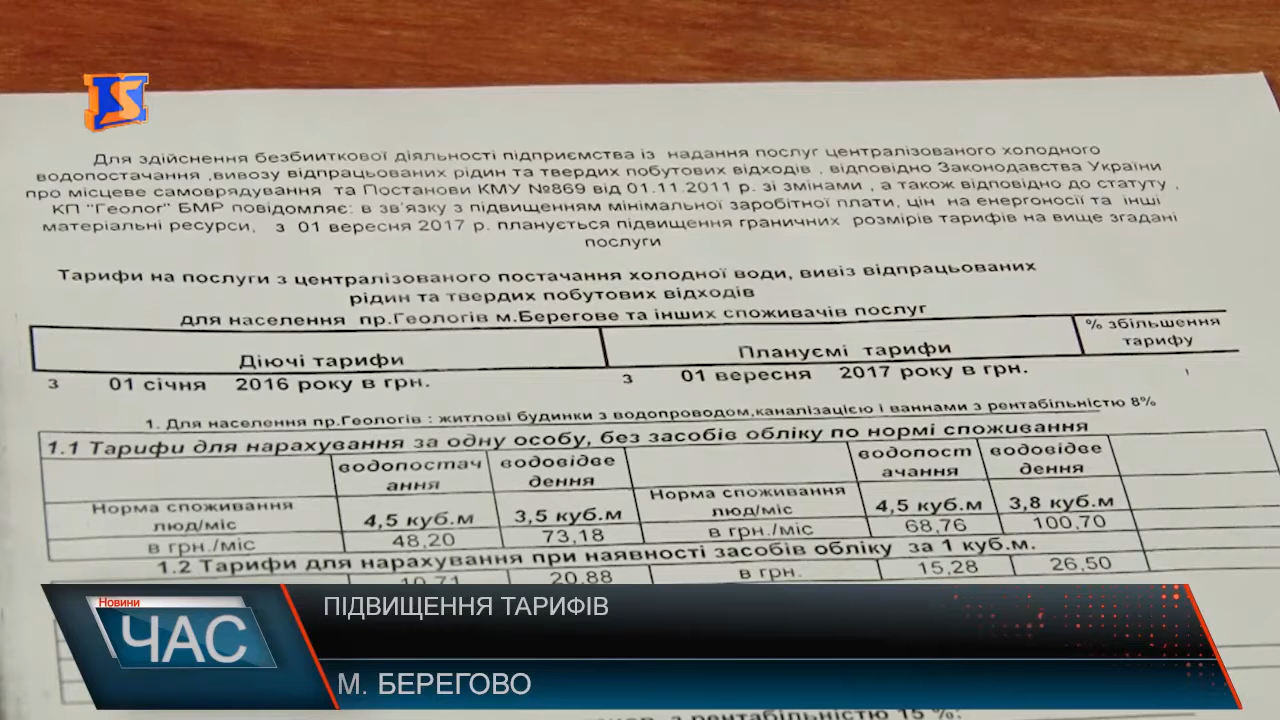 Для здійснення безбииткової діяльності підприємства із надання послуг централізованого холодного
водопостачання ,вивозу відпрацьованих рідин та твердих побутових відходів , відповідно Законодавства України
про місцеве самоврядування та Постанови КМУ №869 від 01.11.2011 р. зі змінами , а також відповідно до статуту ,
КП "Геолог" БМР повідомляє: в зв'язку з підвищенням мінімальної заробітної плати, цін на енергоносії та інші
матеріальні ресурси, з 01 вересня 2017 р. планується підвищення граничних розмірів тарифів на вище згадані
послуги
Тарифи на послуги з централізованого постачання холодної води, вивіз відпрацьованих
рідин та твердих побутових відходів
для населення пр.Геологів м.Берегове та інших споживачів послуг
Діючі тарифиПлануємі тарифи % збільшення тарифу
з 01 січня 2016 року в грн. з 01 вересня 2017 року в грн.
1. Для населення пр.Геологів : житлові будинки з водопроводом,каналізацією і ваннами з рентабільністю 8%
1.1 Тарифи для нарахування за одну особу, без засобів обліку по нормі споживання
водопостач ання водовідве дення водопост ачання водовідве дення
Норма споживання люд/міс 4,5 куб.м 3,5 куб.м Норма споживання люд/міс 4,5 куб.м 3,8 куб.м
в грн./міс 48,20 73,18 в грн./міс 68,76 100,70
1.2 Тарифи для нарахування при наявності засобів обліку за 1 куб.м.
10,71 20,88 в грн. 15,28 26,50
Новини
ЧАС
ПІДВИЩЕННЯ ТАРИФІВ
М. БЕРЕГОВО
з рентабільністю 15 %: